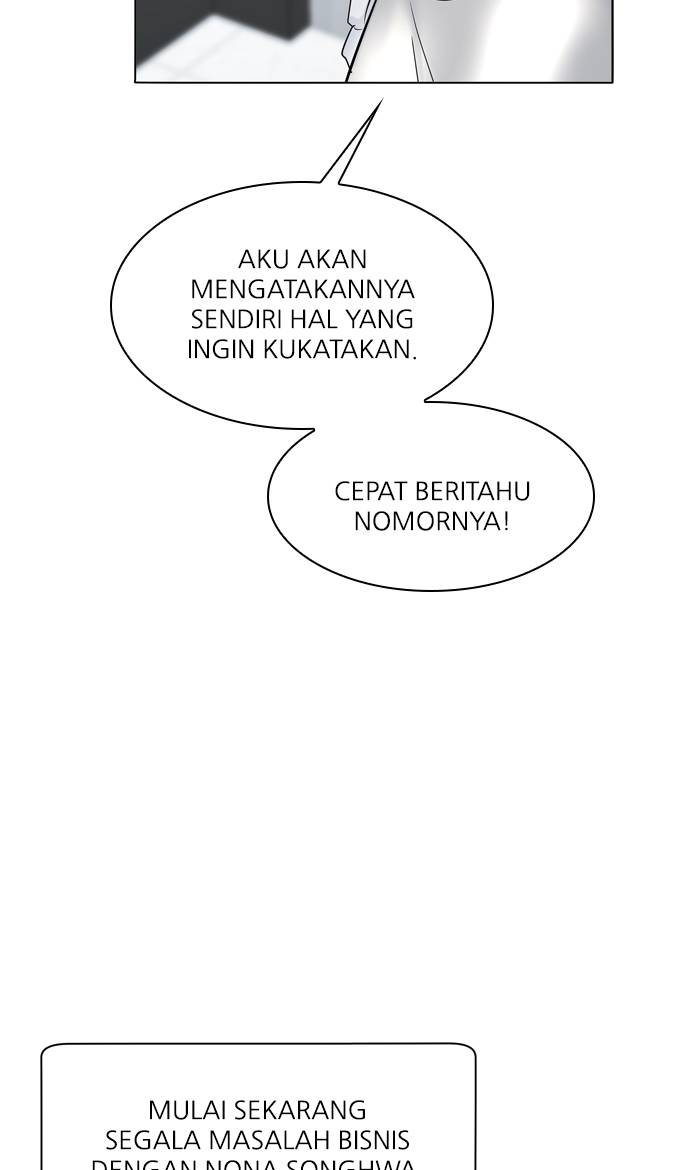 AKU AKAN
MENGATAKANNYA
SENDIRI HAL YANG
INGIN KUKATAKAN.
CEPAT BERITAHU
NOMORNYA!
MULAI SEKARANG
SEGALA MASALAH BISNIS
DENGAN NONA SONGHWA